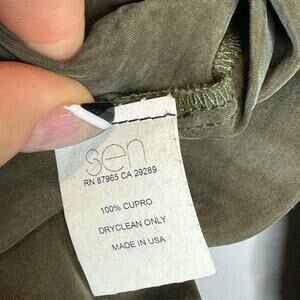 sen
RN 87965 CA 29289
100% CUPRO
DRYCLEAN ONLY
MADE IN USA